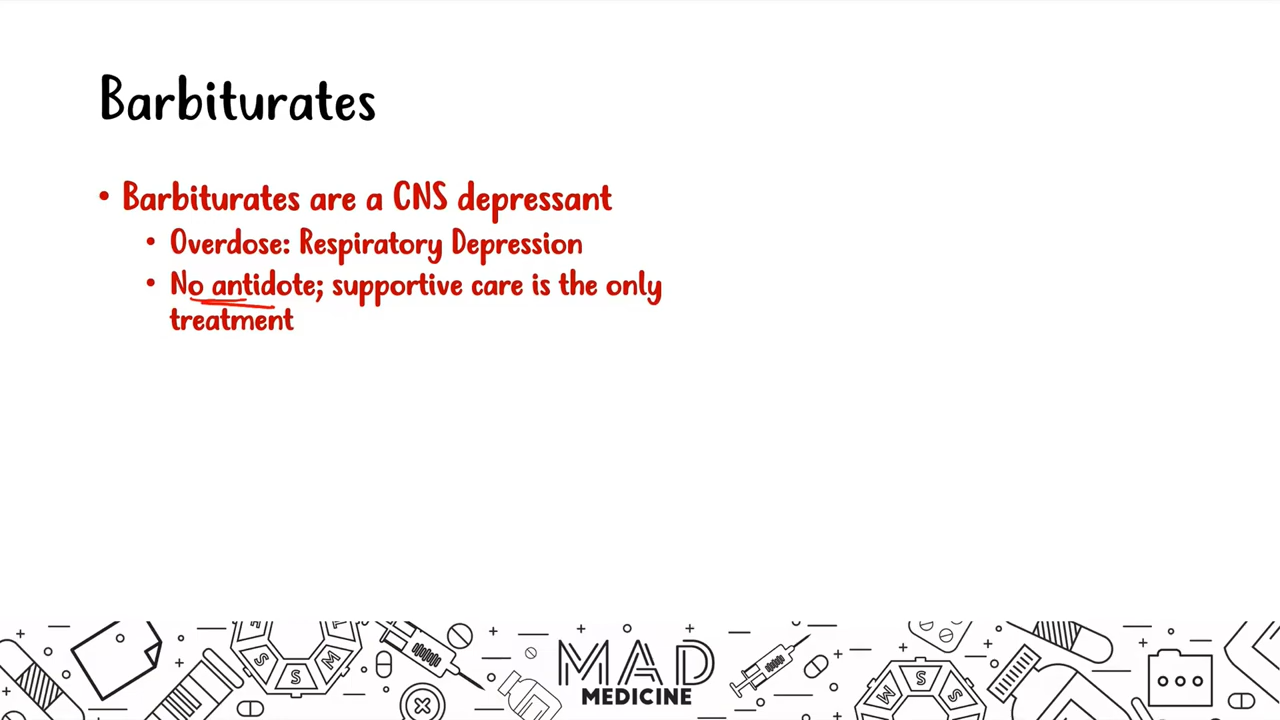 Barbiturates
• Barbiturates are a CNS depressant
• Overdose: Respiratory Depression
• No antidote; supportive care is the only
treatment
S
S
M
MAD
MEDICINE
M
S
S